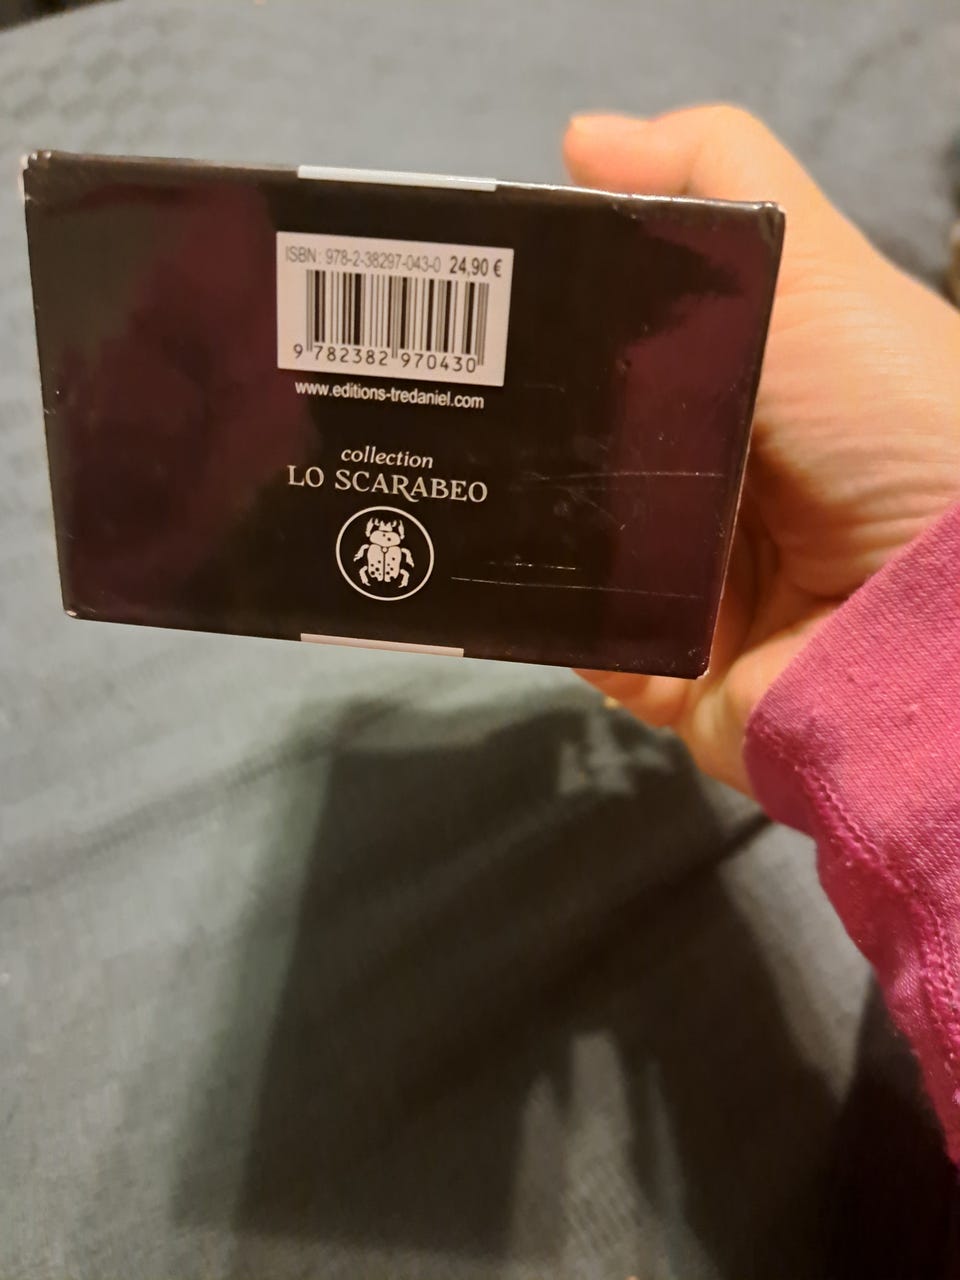 ISBN : 978-2-38297-043-0 24,90 €
9 782382 970430
www.editions-tredaniel.com
collection
LO SCARABEO